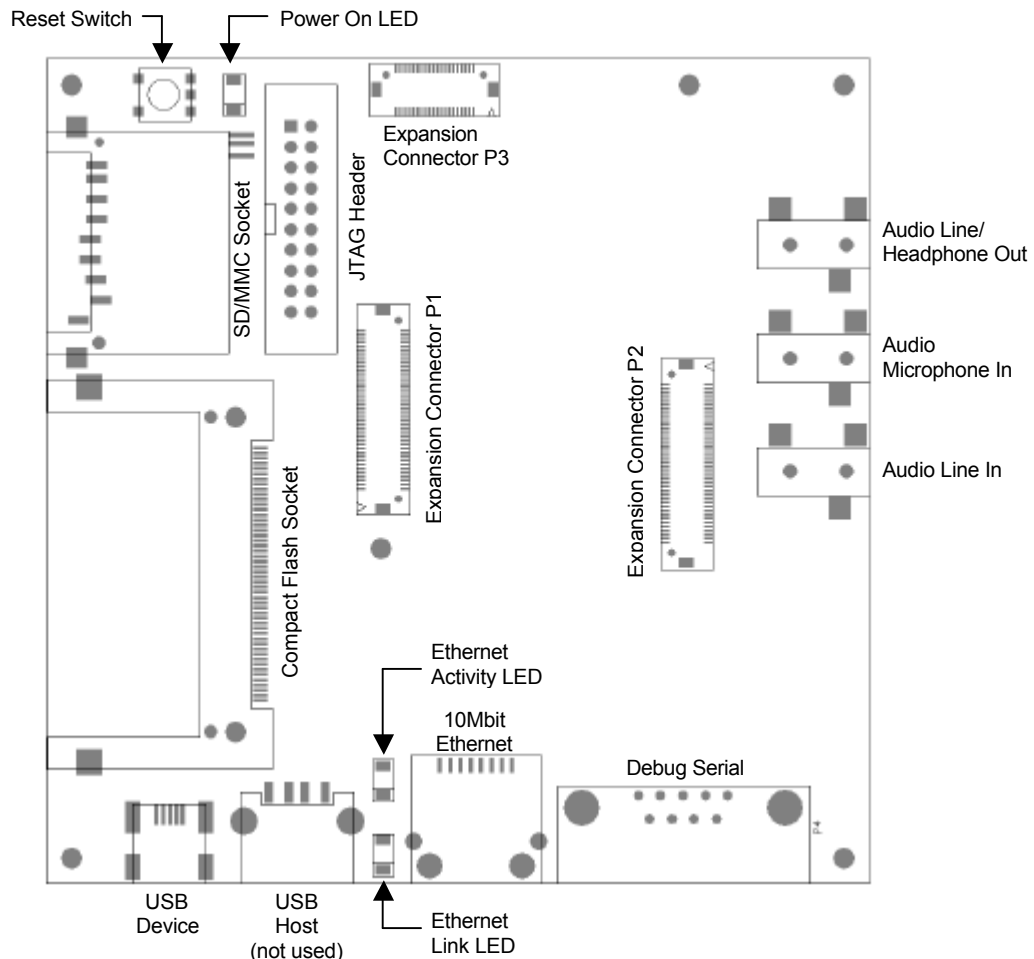 Reset Switch
Power On LED
Expansion
Connector P3
SD/MMC Socket
JTAG Header
Audio Line/
Headphone Out
Expansion Connector P1
Audio
Microphone In
Expansion Connector P2
Audio Line In
Compact Flash Socket
Ethernet
Activity LED
10Mbit
Ethernet
Debug Serial
P4
USB
Device
USB
Host
(not used)
Ethernet
Link LED